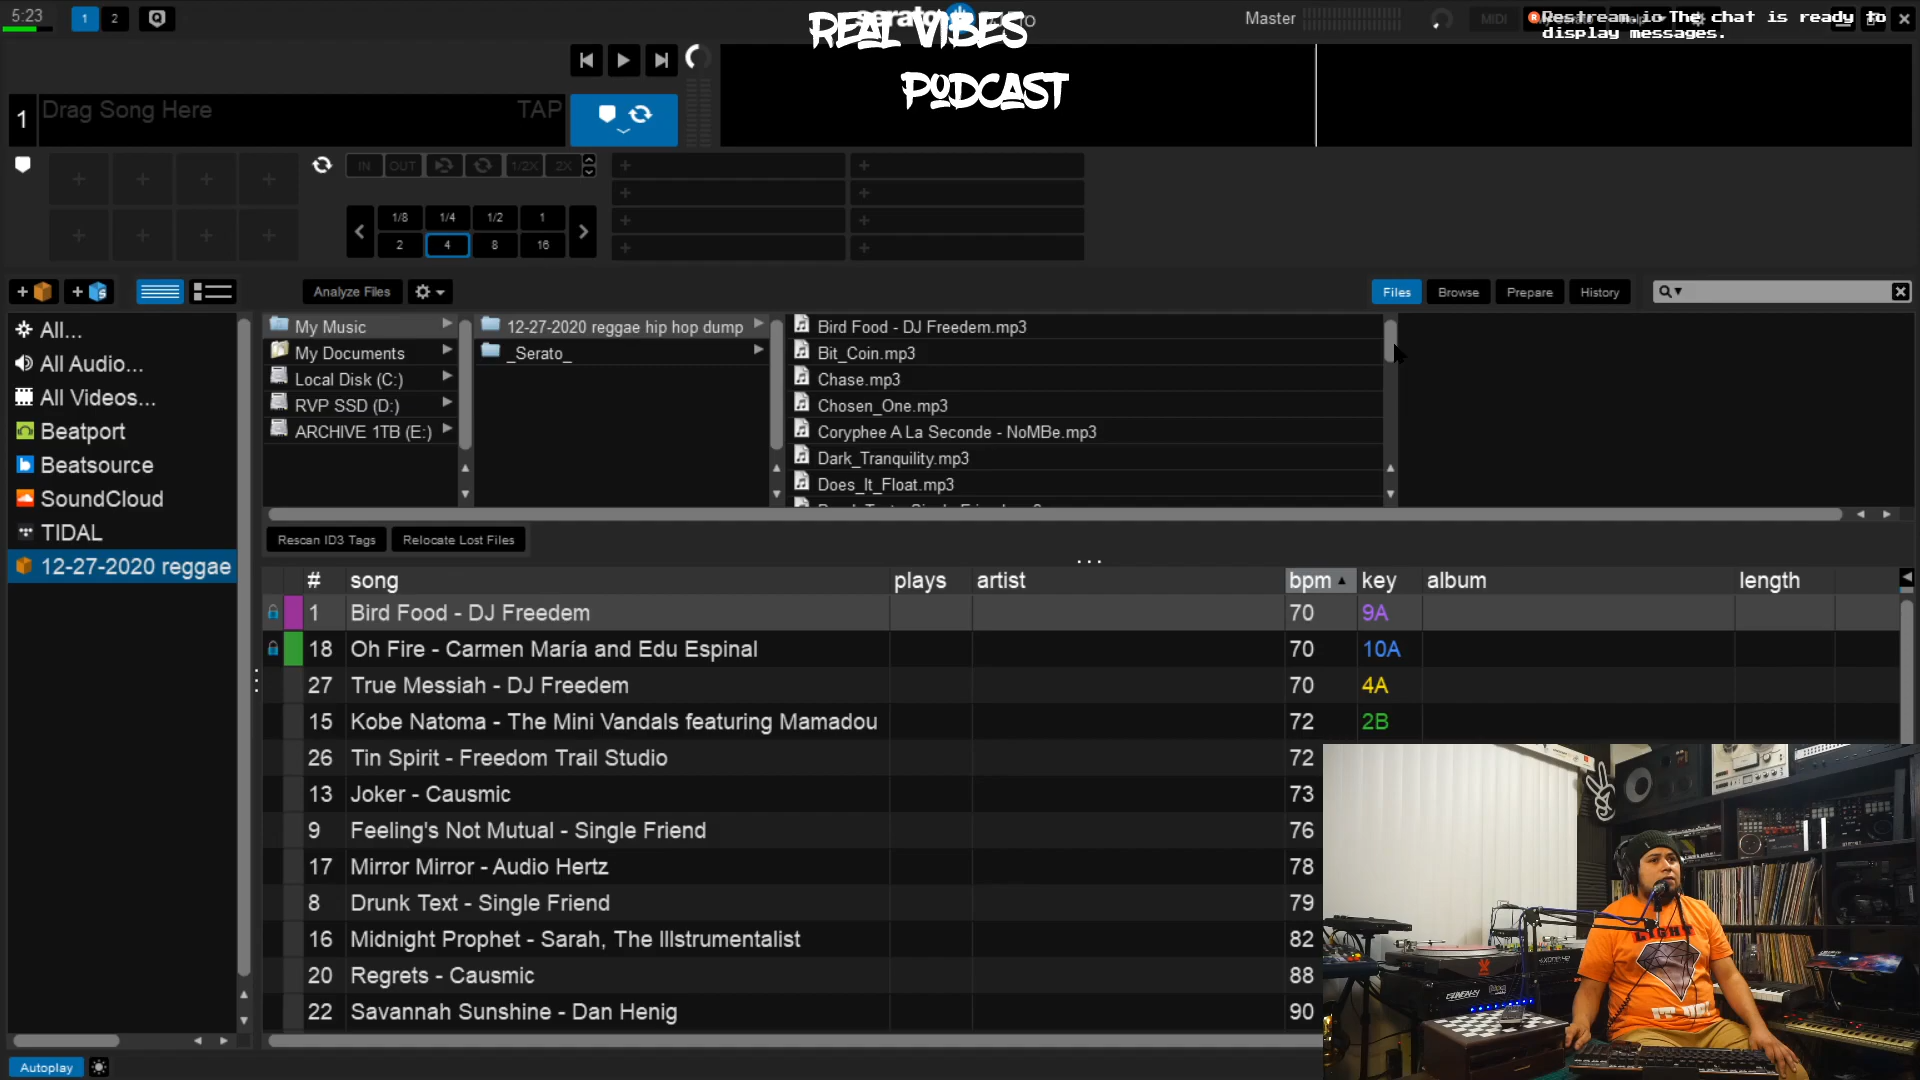 5:23
1
2
REAL VIBES
PODCAST
Master
MIDI
Restream.io The chat is ready to
display messages.
1
Drag Song Here
TAP
IN
OUT
1/2X
2X
1/8
1/4
1/2
1
2
4
8
16
Analyze Files
Files
Browse
Prepare
History
All...
All Audio...
All Videos...
Beatport
Beatsource
SoundCloud
TIDAL
12-27-2020 reggae
My Music
My Documents
Local Disk (C:)
RVP SSD (D:)
ARCHIVE 1TB (E:)
12-27-2020 reggae hip hop dump
_Serato_
Bird Food - DJ Freedem.mp3
Bit_Coin.mp3
Chase.mp3
Chosen_One.mp3
Coryphee A La Seconde - NoMBe.mp3
Dark_Tranquility.mp3
Does_It_Float.mp3
Rescan ID3 Tags
Relocate Lost Files
# song plays artist bpm key album length
1 Bird Food - DJ Freedem 70 9A
18 Oh Fire - Carmen María and Edu Espinal 70 10A
27 True Messiah - DJ Freedem 70 4A
15 Kobe Natoma - The Mini Vandals featuring Mamadou 72 2B
26 Tin Spirit - Freedom Trail Studio 72
13 Joker - Causmic 73
9 Feeling's Not Mutual - Single Friend 76
17 Mirror Mirror - Audio Hertz 78
8 Drunk Text - Single Friend 79
16 Midnight Prophet - Sarah, The Illstrumentalist 82
20 Regrets - Causmic 88
22 Savannah Sunshine - Dan Henig 90
LIGHT
IT UP!
GEMINI
Autoplay